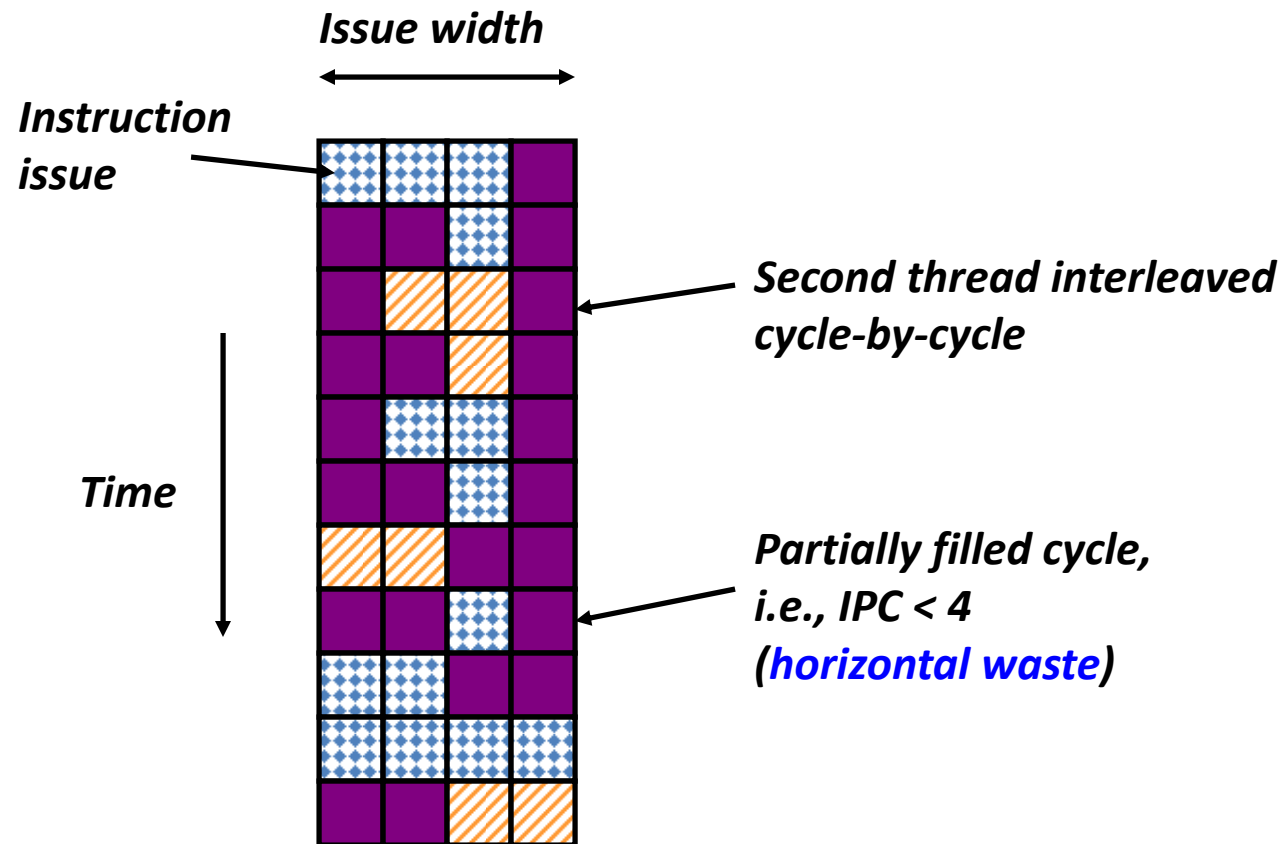 Issue width
Instruction
issue
Second thread interleaved
cycle-by-cycle
Time
Partially filled cycle,
i.e., IPC < 4
(horizontal waste)